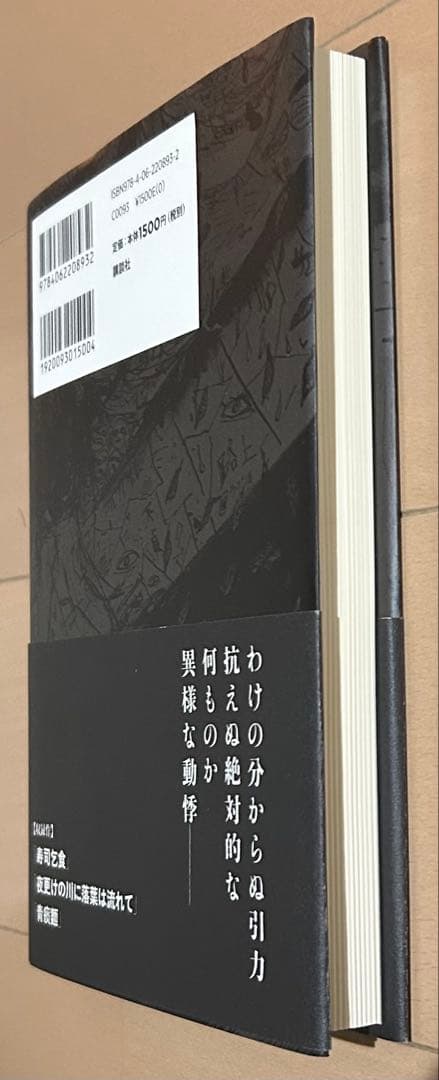 ISBN978-4-06-220893-2
C0093 ¥1500E(0)
定価:本体1500円(税別)
講談社
9784062208932
1920093015004
わけの分からぬ引力
抗えぬ絶対的な
何ものか
異様な動悸――
【収録作】
「寿司乞食」
「夜更けの川に落葉は流れて」
「青痰麺」